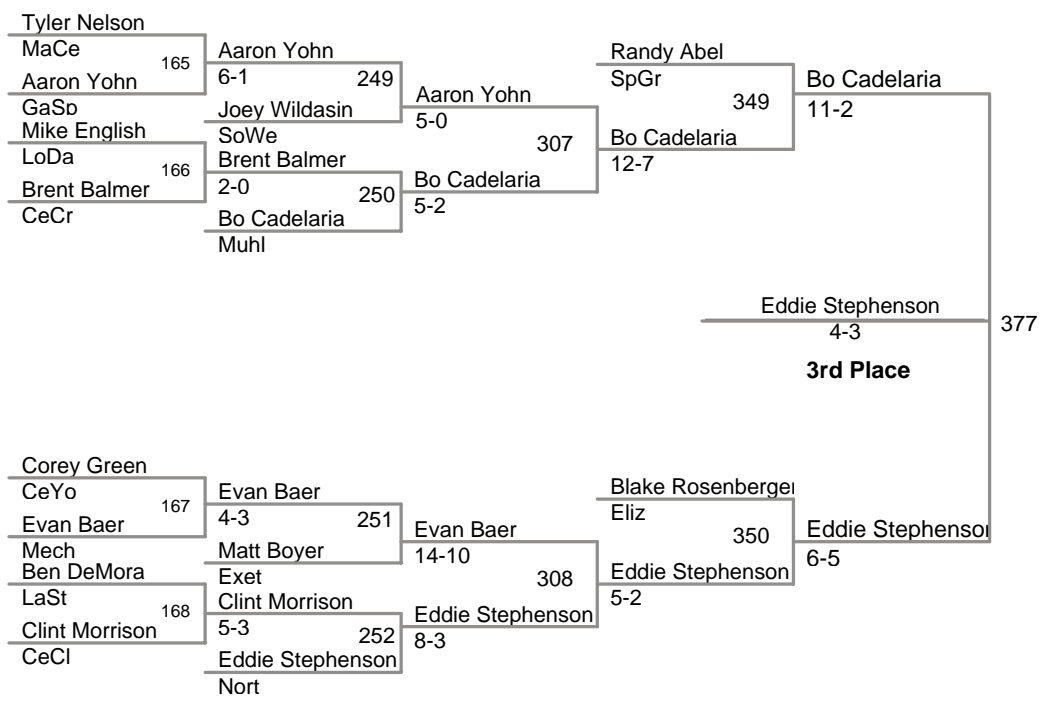 Tyler Nelson
MaCe
165
Aaron Yohn
GaSp
Mike English
LoDa
166
Brent Balmer
CeCr
Aaron Yohn
6-1
249
Joey Wildasin
SoWe
Brent Balmer
2-0
250
Bo Cadelaria
Muhl
Aaron Yohn
5-0
307
Bo Cadelaria
5-2
Randy Abel
SpGr
349
Bo Cadelaria
12-7
Bo Cadelaria
11-2
Eddie Stephenson
4-3
377
3rd Place
Corey Green
CeYo
167
Evan Baer
Mech
Ben DeMora
LaSt
168
Clint Morrison
CeCl
Evan Baer
4-3
251
Matt Boyer
Exet
Clint Morrison
5-3
252
Eddie Stephenson
Nort
Evan Baer
14-10
308
Eddie Stephenson
8-3
Blake Rosenberger
Eliz
350
Eddie Stephenson
5-2
Eddie Stephenson
6-5